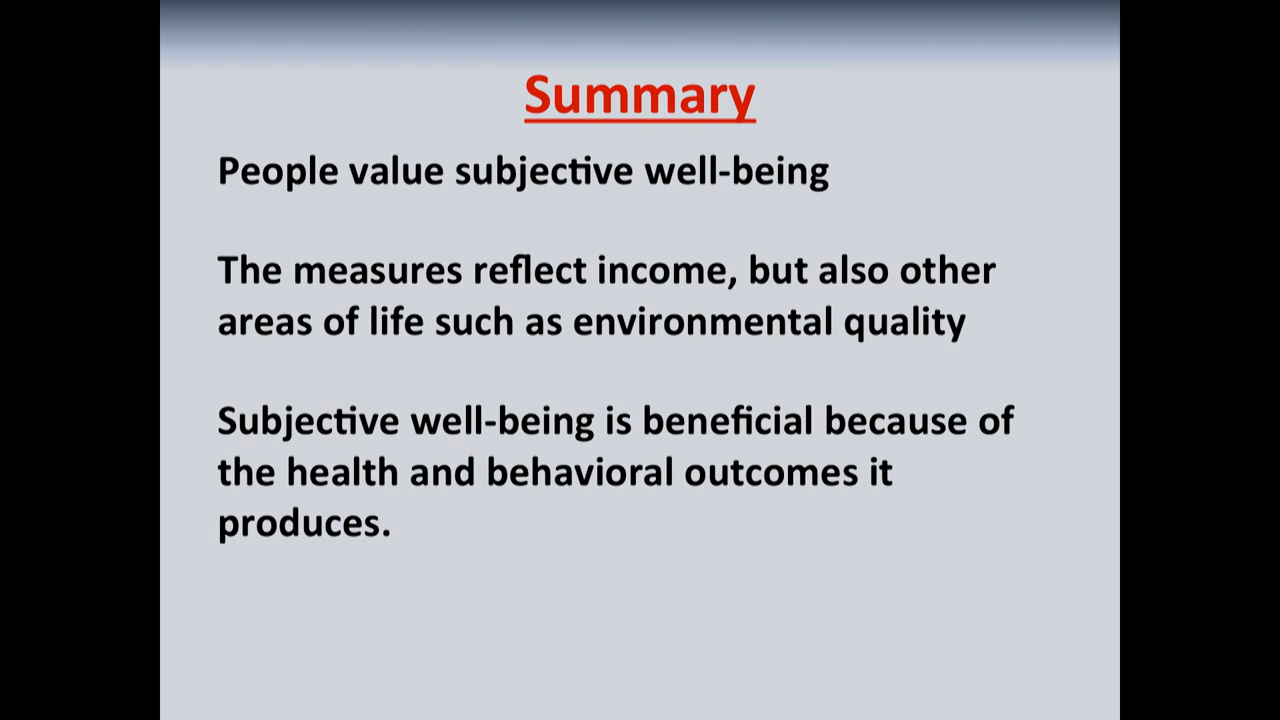 Summary
People value subjective well-being
The measures reflect income, but also other
areas of life such as environmental quality
Subjective well-being is beneficial because of
the health and behavioral outcomes it
produces.